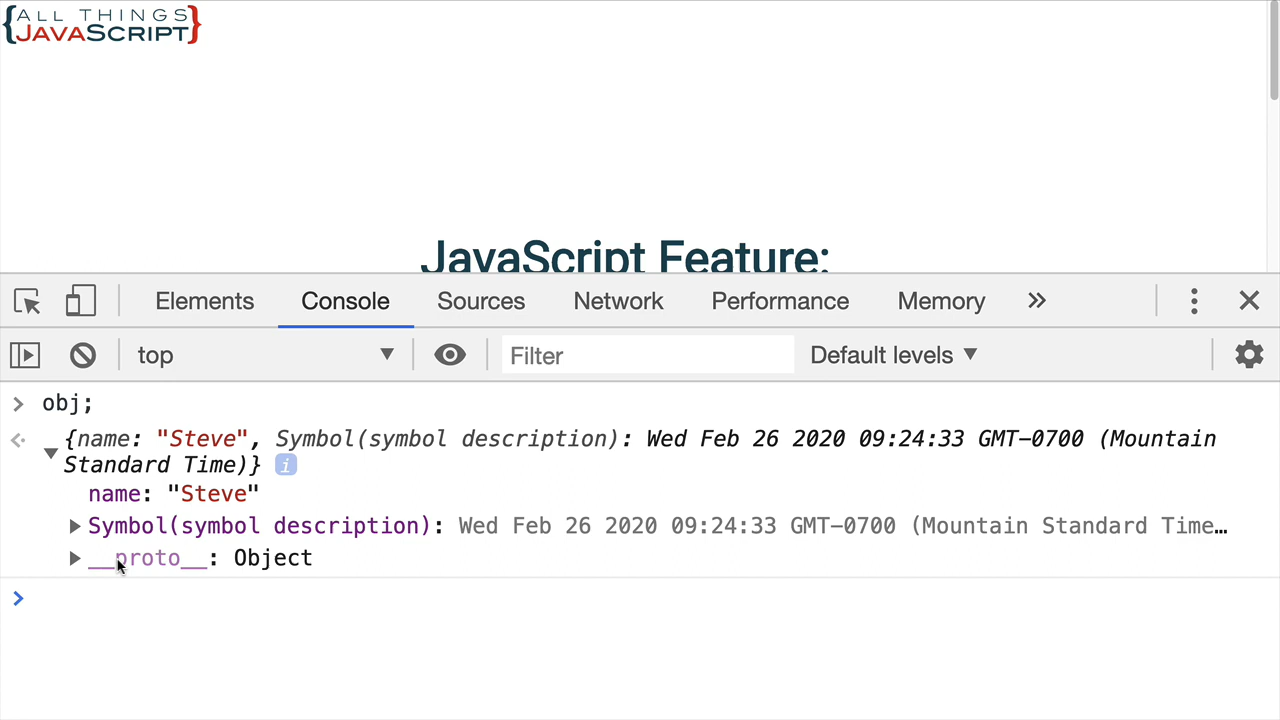 {ALL THINGS
JAVASCRIPT}
JavaScript Feature:
Elements Console Sources Network Performance Memory »
top ▼ Filter Default levels ▼
> obj;
{name: "Steve", Symbol(symbol description): Wed Feb 26 2020 09:24:33 GMT-0700 (Mountain
Standard Time)} i
name: "Steve"
Symbol(symbol description): Wed Feb 26 2020 09:24:33 GMT-0700 (Mountain Standard Time…
__proto__: Object
>